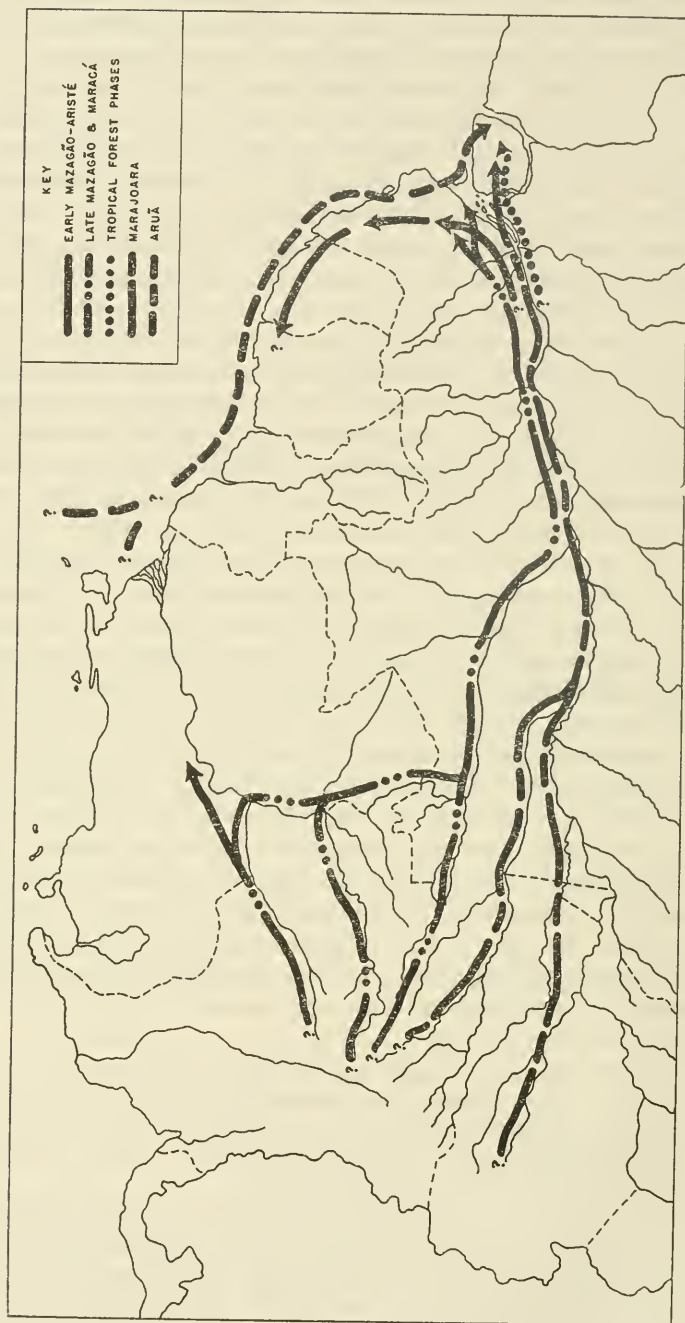 KEY
EARLY MAZAGÃO-ARISTÉ
LATE MAZAGÃO & MARACÁ
TROPICAL FOREST PHASES
MARAJOARA
ARUÃ
?
?
?
?
?
?
?
?
?
?
?